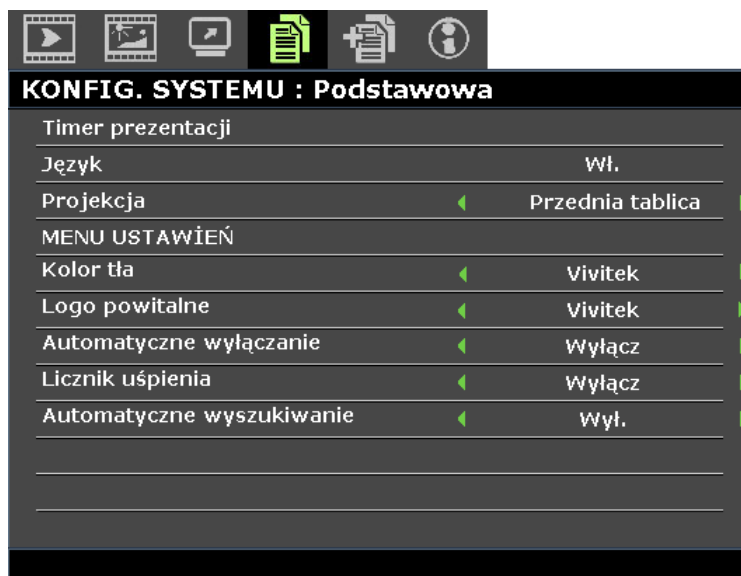 KONFIG. SYSTEMU : Podstawowa
Timer prezentacji
Język Wł.
Projekcja Przednia tablica
MENU USTAWİEŃ
Kolor tła Vivitek
Logo powitalne Vivitek
Automatyczne wyłączanie Wyłącz
Licznik uśpienia Wyłącz
Automatyczne wyszukiwanie Wył.